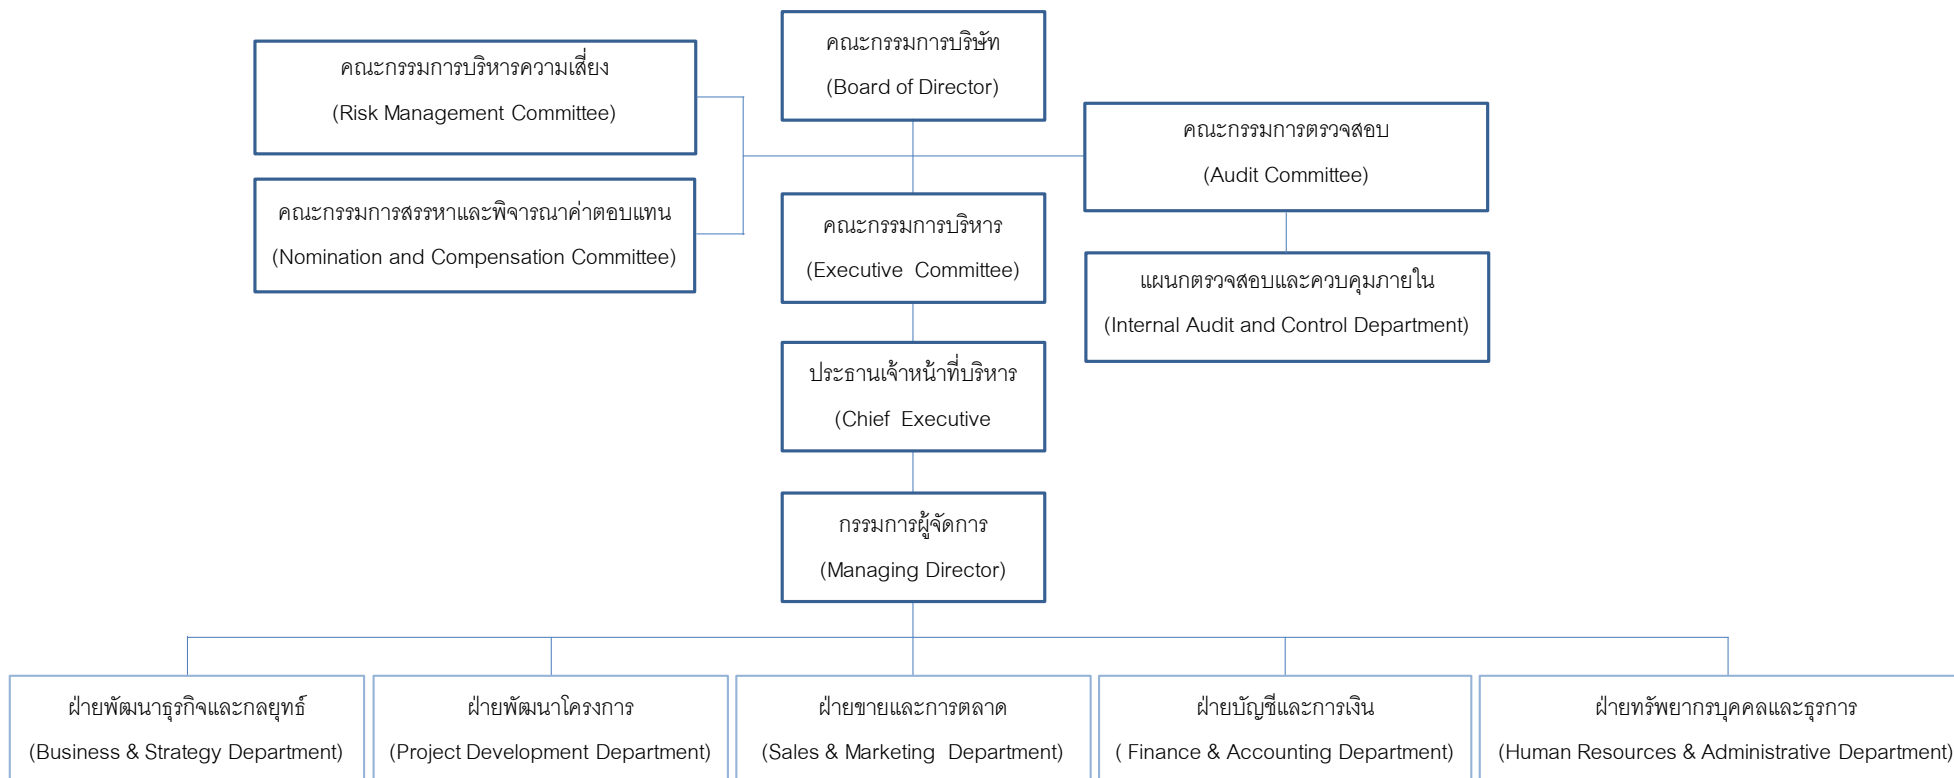 คณะกรรมการบริษัท
(Board of Director)
คณะกรรมการบริหารความเสี่ยง
(Risk Management Committee)
คณะกรรมการตรวจสอบ
(Audit Committee)
คณะกรรมการสรรหาและพิจารณาค่าตอบแทน
(Nomination and Compensation Committee)
คณะกรรมการบริหาร
(Executive Committee)
แผนกตรวจสอบและควบคุมภายใน
(Internal Audit and Control Department)
ประธานเจ้าหน้าที่บริหาร
(Chief Executive
กรรมการผู้จัดการ
(Managing Director)
ฝ่ายพัฒนาธุรกิจและกลยุทธ์
(Business & Strategy Department)
ฝ่ายพัฒนาโครงการ
(Project Development Department)
ฝ่ายขายและการตลาด
(Sales & Marketing Department)
ฝ่ายบัญชีและการเงิน
( Finance & Accounting Department)
ฝ่ายทรัพยากรบุคคลและธุรการ
(Human Resources & Administrative Department)